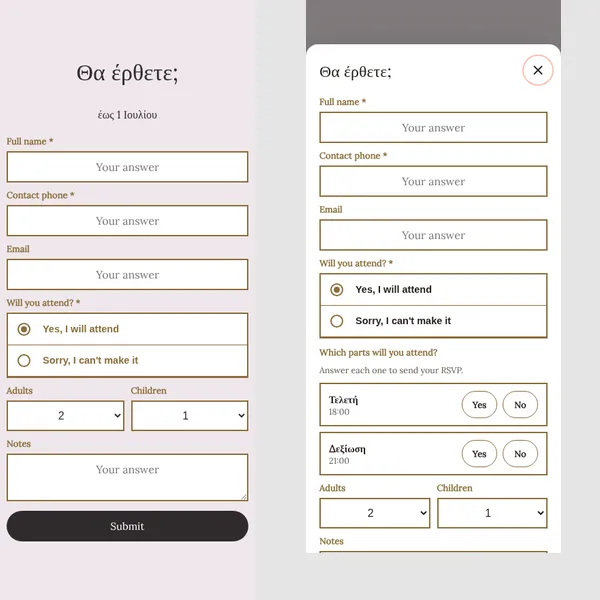 Θα έρθετε;
έως 1 Ιουλίου
Full name *
Your answer
Contact phone *
Your answer
Email
Your answer
Will you attend? *
Yes, I will attend
Sorry, I can't make it
Adults
Children
2
1
Notes
Your answer
Submit
Θα έρθετε;
Full name *
Your answer
Contact phone *
Your answer
Email
Your answer
Will you attend? *
Yes, I will attend
Sorry, I can't make it
Which parts will you attend?
Answer each one to send your RSVP.
Τελετή
18:00
Yes
No
Δεξίωση
21:00
Yes
No
Adults
Children
2
1
Notes